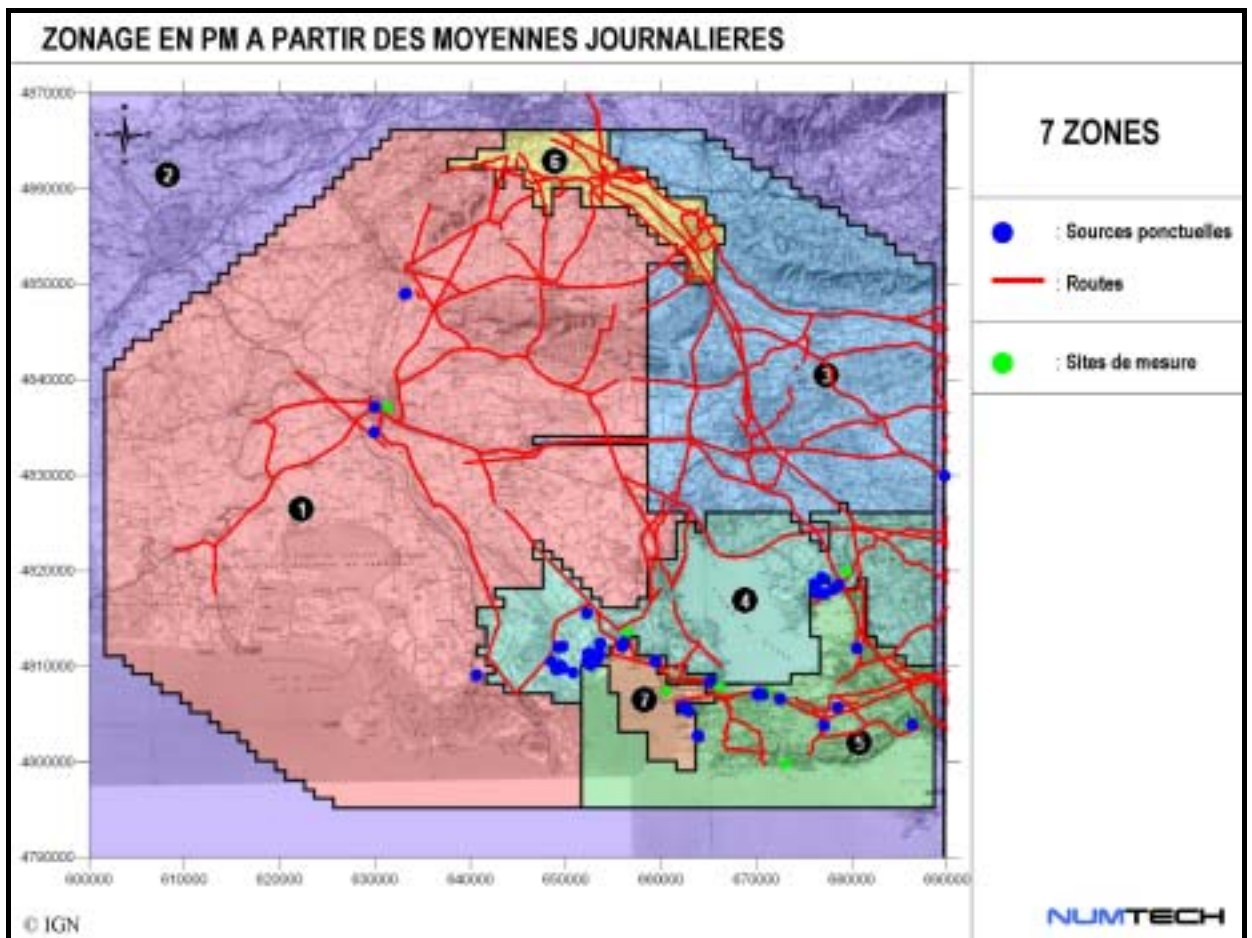 ZONAGE EN PM A PARTIR DES MOYENNES JOURNALIERES
7 ZONES
: Sources ponctuelles
: Routes
: Sites de mesure
4870000
4860000
4850000
4840000
4830000
4820000
4810000
4800000
4790000
600000 610000 620000 630000 640000 650000 660000 670000 680000 690000
2
6
3
1
4
7
5
© IGN
NUMTECH